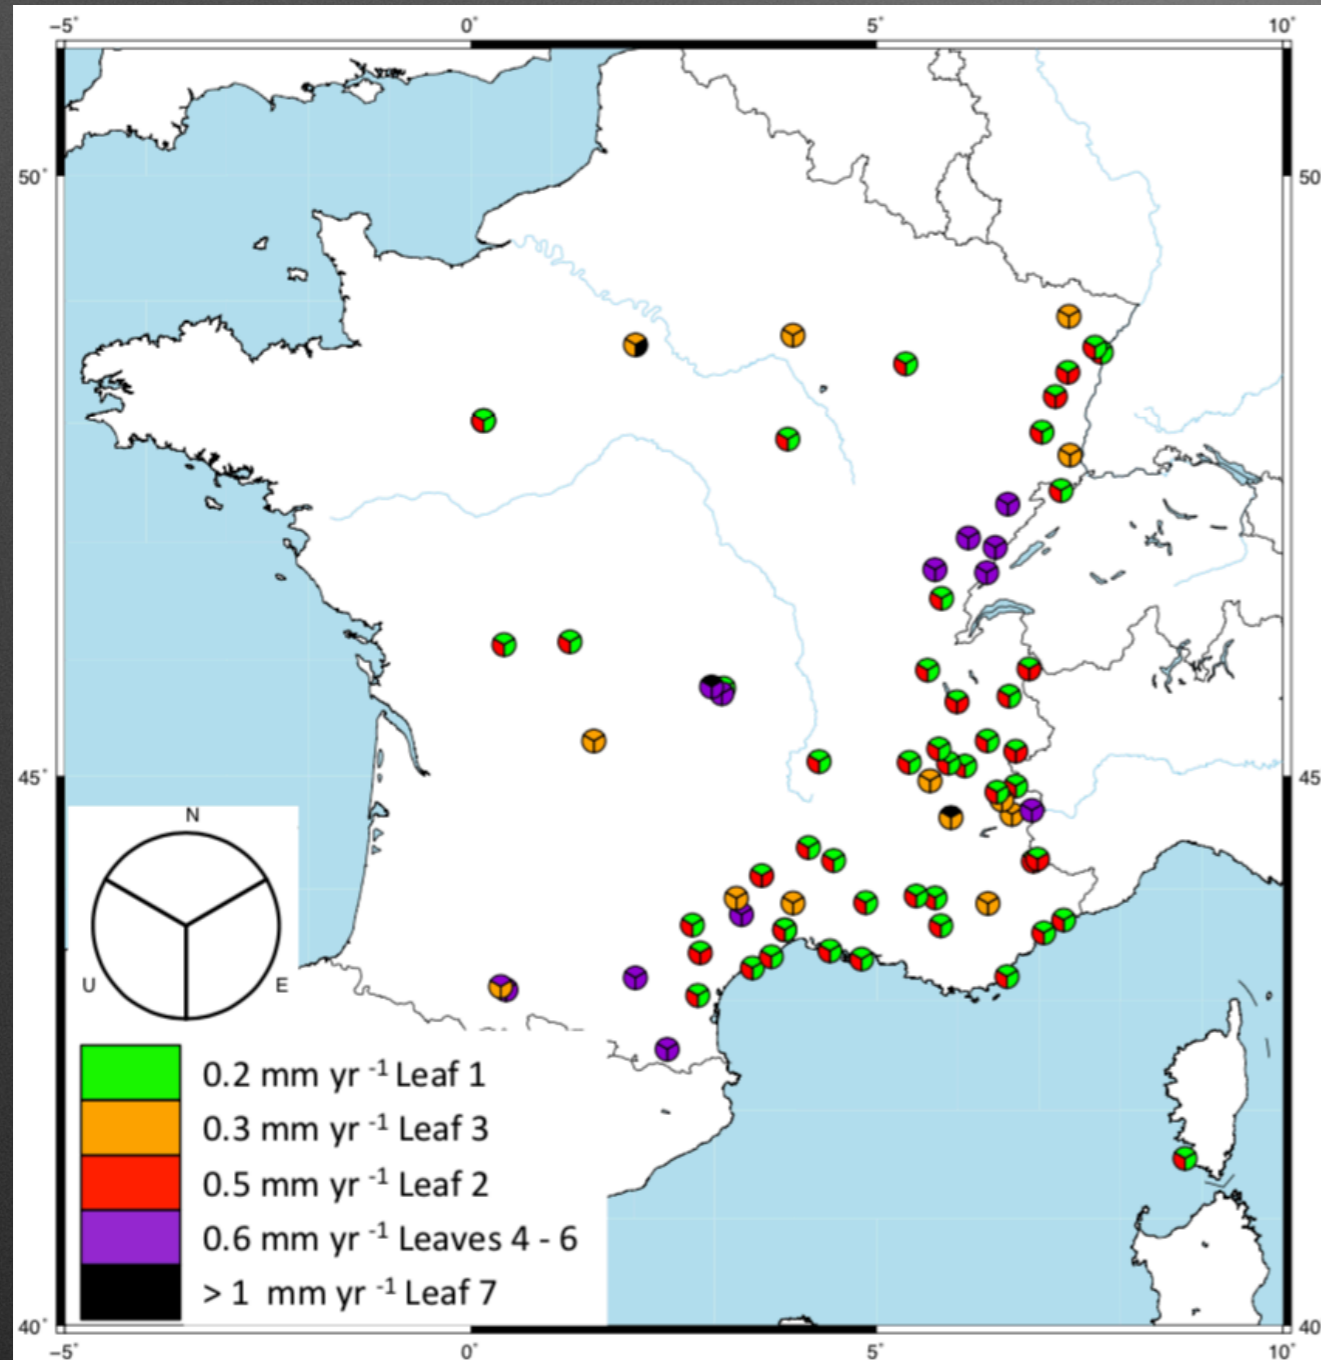 -5° 0° 5° 10°
50° 50
45° 45
N
U E
0.2 mm yr -1 Leaf 1
0.3 mm yr -1 Leaf 3
0.5 mm yr -1 Leaf 2
0.6 mm yr -1 Leaves 4 - 6
> 1 mm yr -1 Leaf 7
40° 40
-5° 0° 5° 10°